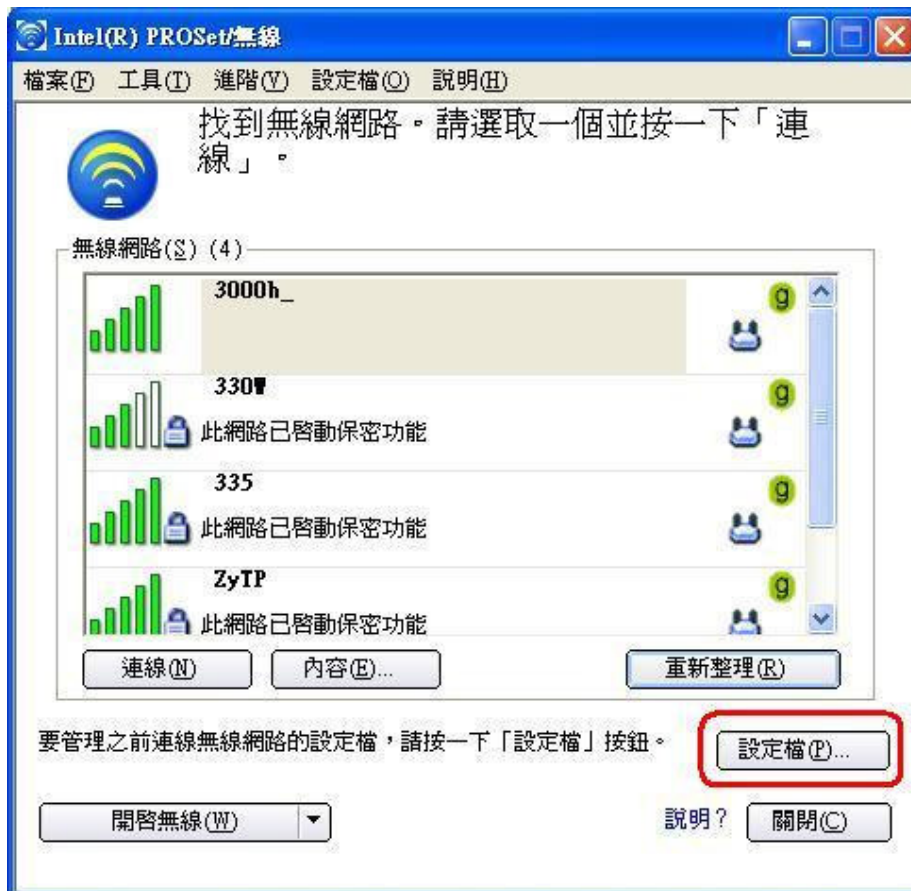 Intel(R) PROSet/無線
檔案(F) 工具(T) 進階(V) 設定檔(O) 說明(H)
找到無線網路。請選取一個並按一下「連
線」。
無線網路(S) (4)
3000h_
g
330W
g
此網路已啓動保密功能
335
g
此網路已啓動保密功能
ZyTP
g
此網路已啓動保密功能
連線(N) 內容(E)... 重新整理(R)
要管理之前連線無線網路的設定檔，請按一下「設定檔」按鈕。 設定檔(P)...
開啓無線(W) 說明? 關閉(C)